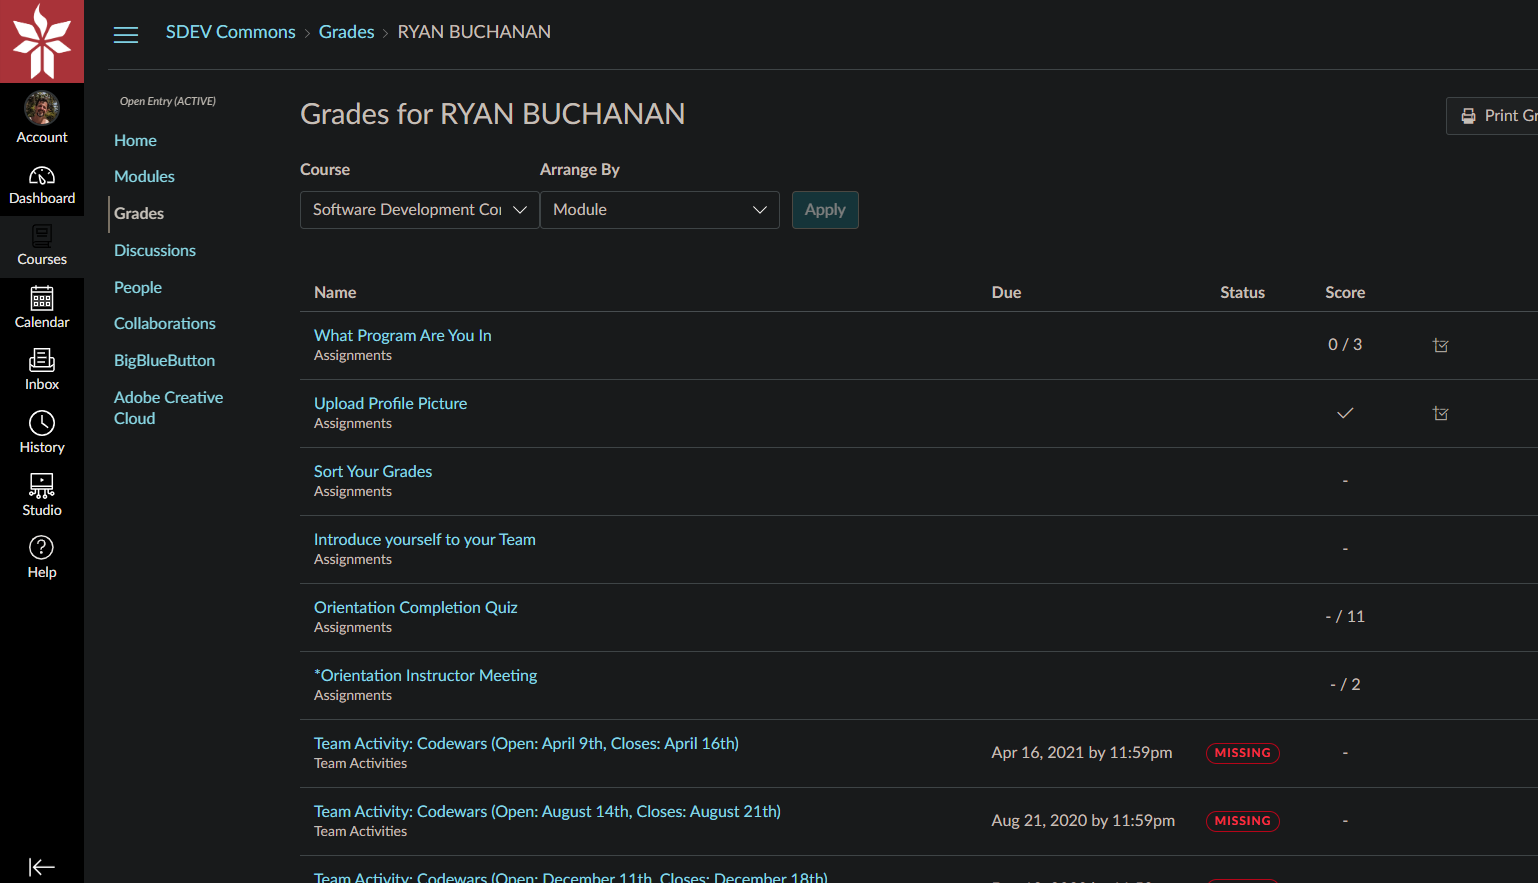 SDEV Commons › Grades › RYAN BUCHANAN
Account
Dashboard
Courses
Calendar
Inbox
History
Studio
Help
Open Entry (ACTIVE)
Home
Modules
Grades
Discussions
People
Collaborations
BigBlueButton
Adobe Creative
Cloud
Grades for RYAN BUCHANAN
Print Gr
Course
Arrange By
Software Development Co
Module
Apply
Name Due Status Score
What Program Are You In
Assignments
0 / 3
Upload Profile Picture
Assignments
Sort Your Grades
Assignments
-
Introduce yourself to your Team
Assignments
-
Orientation Completion Quiz
Assignments
- / 11
*Orientation Instructor Meeting
Assignments
- / 2
Team Activity: Codewars (Open: April 9th, Closes: April 16th)
Team Activities
Apr 16, 2021 by 11:59pm MISSING -
Team Activity: Codewars (Open: August 14th, Closes: August 21th)
Team Activities
Aug 21, 2020 by 11:59pm MISSING -
Team Activity: Codewars (Open: December 11th, Closes: December 18th)